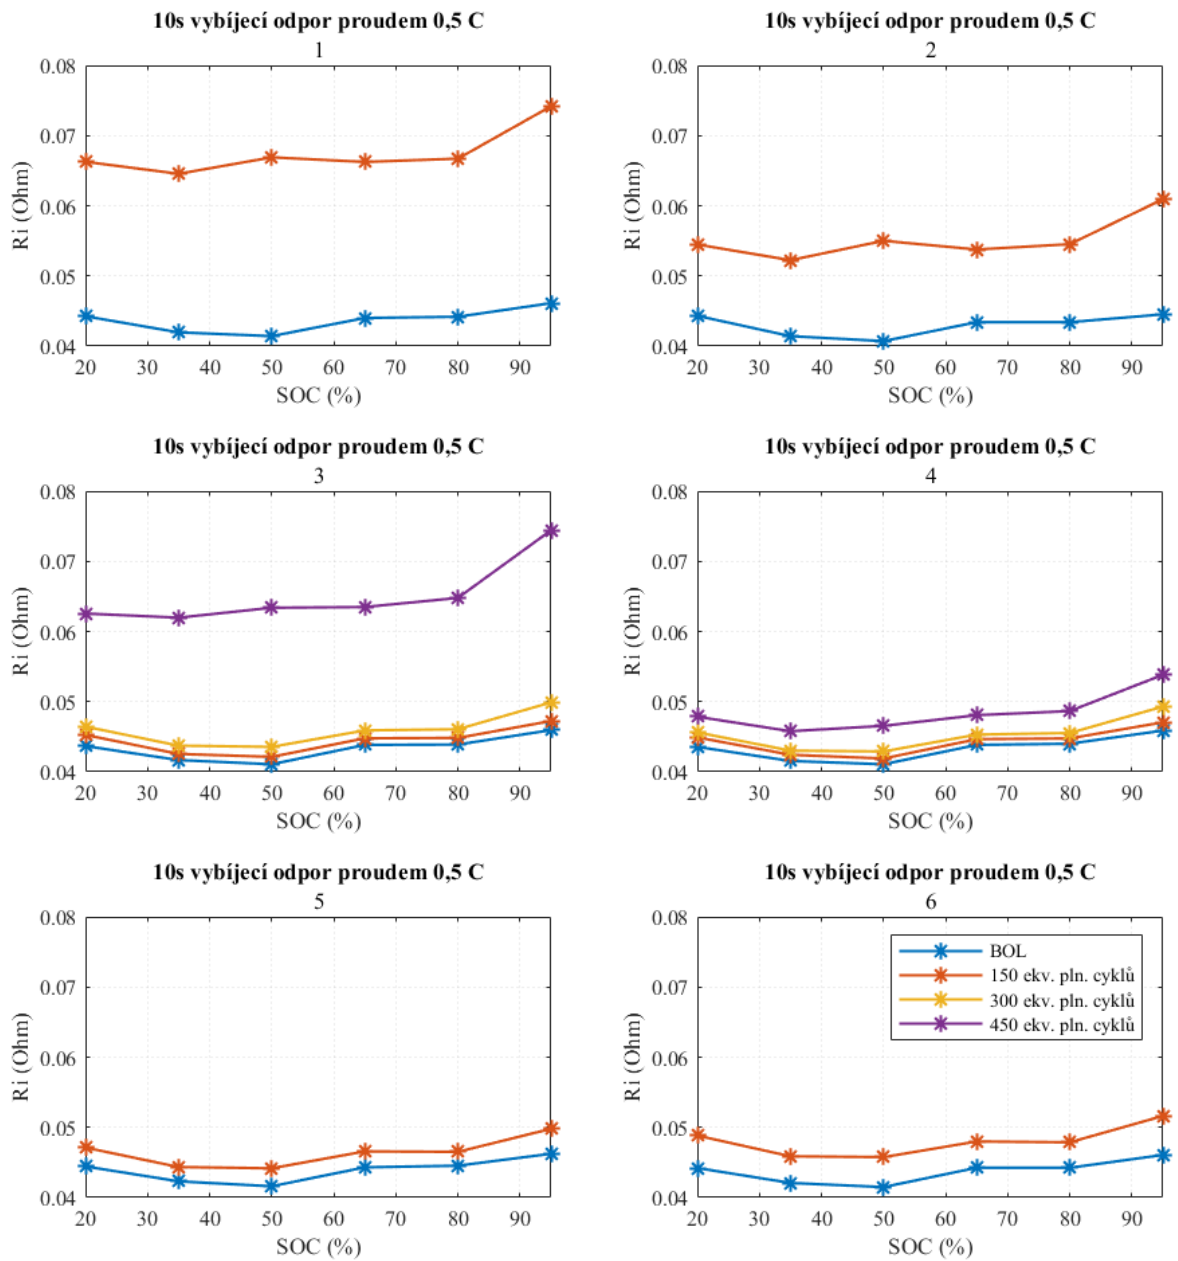 10s vybíjecí odpor proudem 0,5 C
1
0.08
0.07
0.06
0.05
0.04
Ri (Ohm)
20 30 40 50 60 70 80 90
SOC (%)
10s vybíjecí odpor proudem 0,5 C
2
0.08
0.07
0.06
0.05
0.04
Ri (Ohm)
20 30 40 50 60 70 80 90
SOC (%)
10s vybíjecí odpor proudem 0,5 C
3
0.08
0.07
0.06
0.05
0.04
Ri (Ohm)
20 30 40 50 60 70 80 90
SOC (%)
10s vybíjecí odpor proudem 0,5 C
4
0.08
0.07
0.06
0.05
0.04
Ri (Ohm)
20 30 40 50 60 70 80 90
SOC (%)
10s vybíjecí odpor proudem 0,5 C
5
0.08
0.07
0.06
0.05
0.04
Ri (Ohm)
20 30 40 50 60 70 80 90
SOC (%)
10s vybíjecí odpor proudem 0,5 C
6
0.08
0.07
0.06
0.05
0.04
Ri (Ohm)
20 30 40 50 60 70 80 90
SOC (%)
BOL
150 ekv. pln. cyklů
300 ekv. pln. cyklů
450 ekv. pln. cyklů